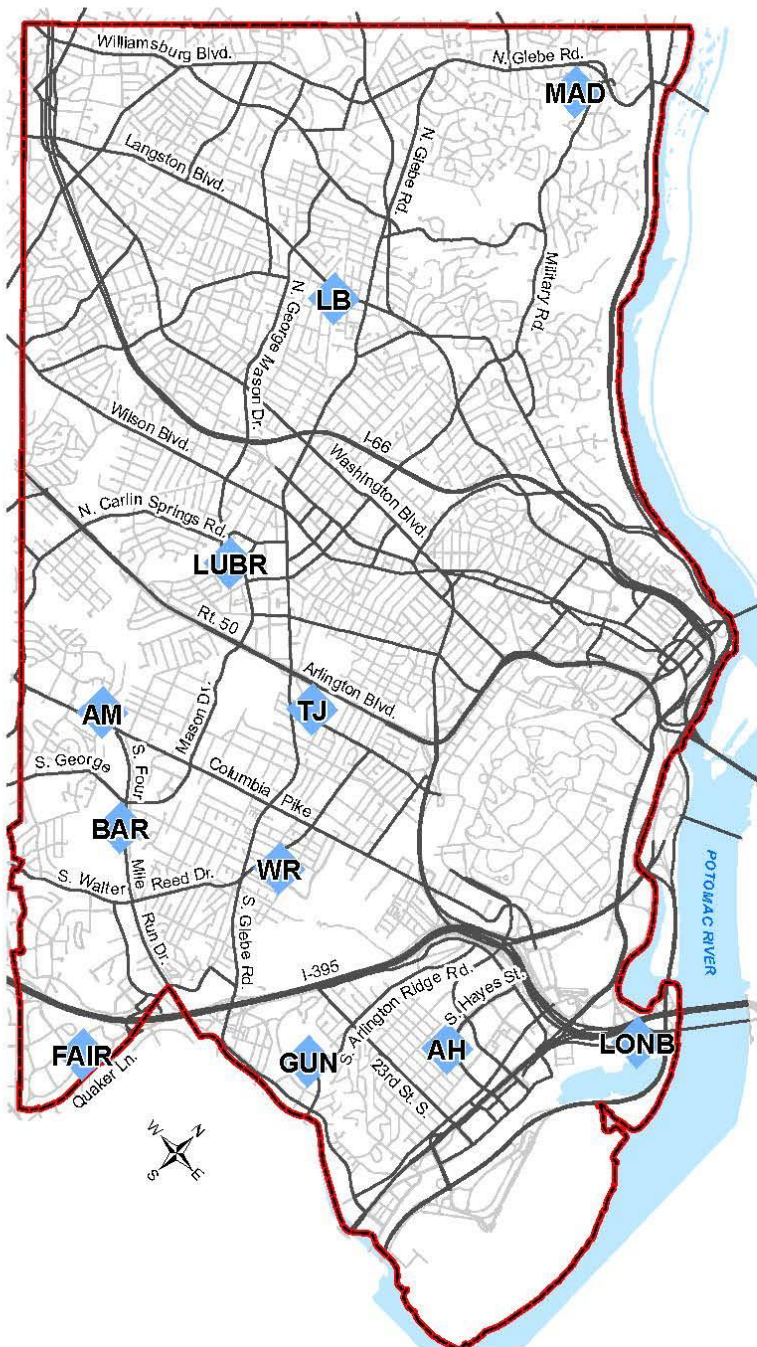 Williamsburg Blvd.
N. Glebe Rd.
MAD
Langston Blvd.
N. Glebe Rd.
Military Rd.
LB
N. George Mason Dr.
Wilson Blvd.
I-66
Washington Blvd.
N. Carlin Springs Rd.
LUBR
Rt. 50
Arlington Blvd.
AM
TJ
Mason Dr.
S. George
S. Four
Columbia Pike
BAR
WR
Mile
S. Walter Reed Dr.
Run Dr.
S. Glebe Rd.
POTOMAC RIVER
I-395
S. Arlington Ridge Rd.
S. Hayes St.
FAIR
GUN
AH
LONB
Quaker Ln.
23rd St. S.
W
N
S
E